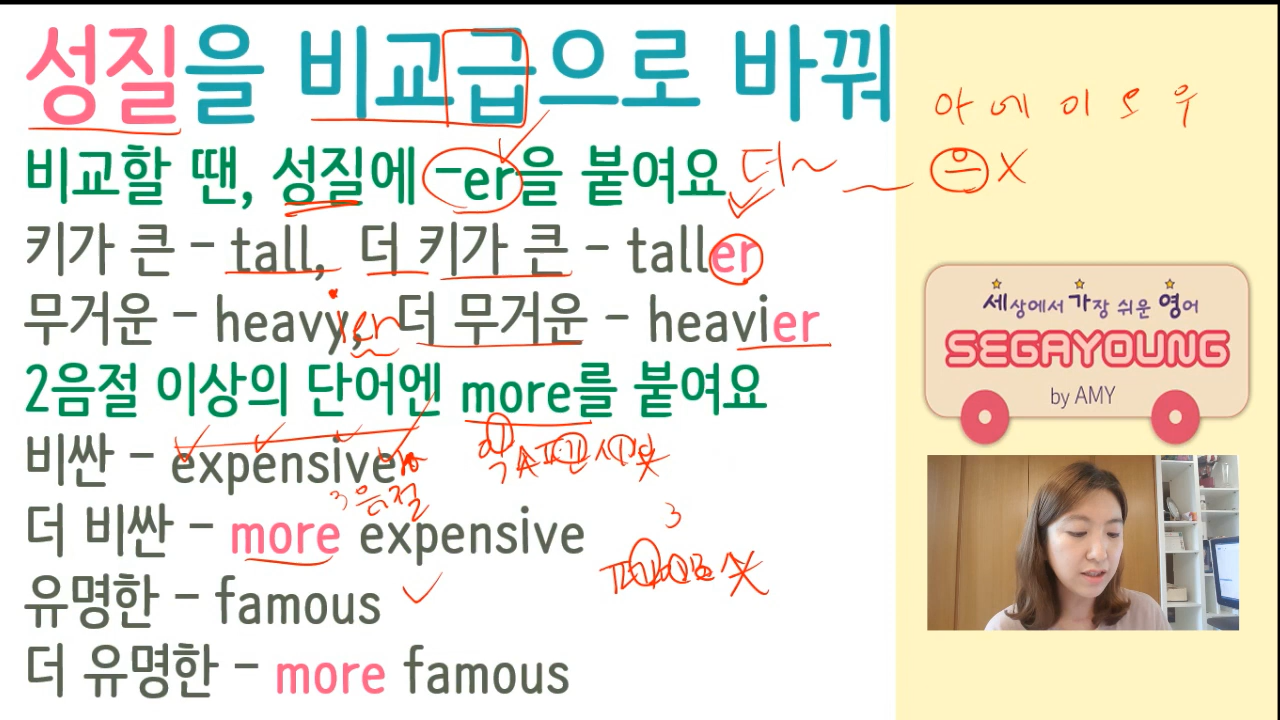 성질을 비교급으로 바꿔
비교할 땐, 성질에 -er을 붙여요 더~
키가 큰 - tall, 더 키가 큰 - taller
무거운 - heavy, 더 무거운 - heavier
ier
2음절 이상의 단어엔 more를 붙여요
비싼 - expensive
3음절
더 비싼 - more expensive
3
유명한 - famous
더 유명한 - more famous
아 에 이 오 우
으 X
세상에서 가장 쉬운 영어
SEGAYOUNG
by AMY